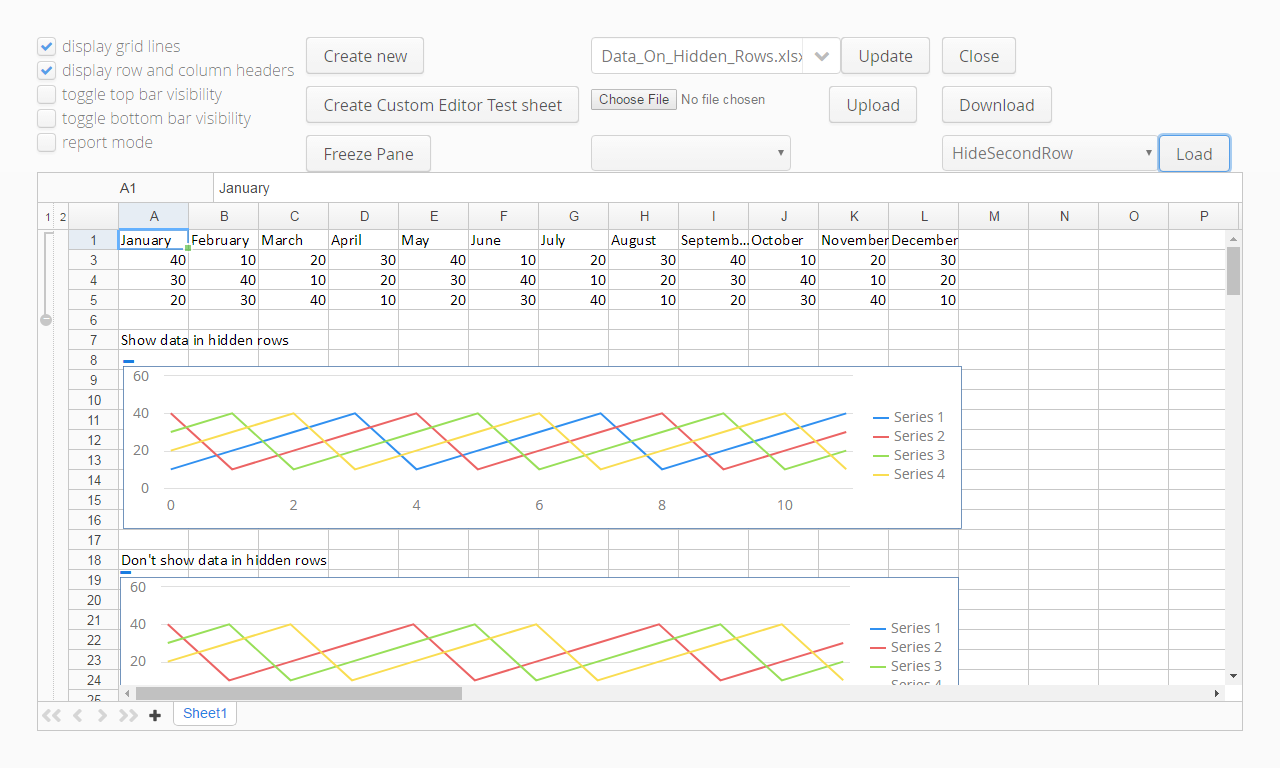 display grid lines
display row and column headers
toggle top bar visibility
toggle bottom bar visibility
report mode
Create new
Data_On_Hidden_Rows.xlsx
Update
Close
Create Custom Editor Test sheet
Choose File No file chosen
Upload
Download
Freeze Pane
HideSecondRow
Load
A1 January
1 2 A B C D E F G H I J K L M N O P
1 January February March April May June July August Septemb... October November December
3 40 10 20 30 40 10 20 30 40 10 20 30
4 30 40 10 20 30 40 10 20 30 40 10 20
5 20 30 40 10 20 30 40 10 20 30 40 10
6
7 Show data in hidden rows
8
9
10
11
12
13
14
15
16
60
40
20
0
0 2 4 6 8 10
Series 1
Series 2
Series 3
Series 4
17
18 Don't show data in hidden rows
19
20
21
22
23
24
25
60
40
20
Series 1
Series 2
Series 3
Series 4
Sheet1